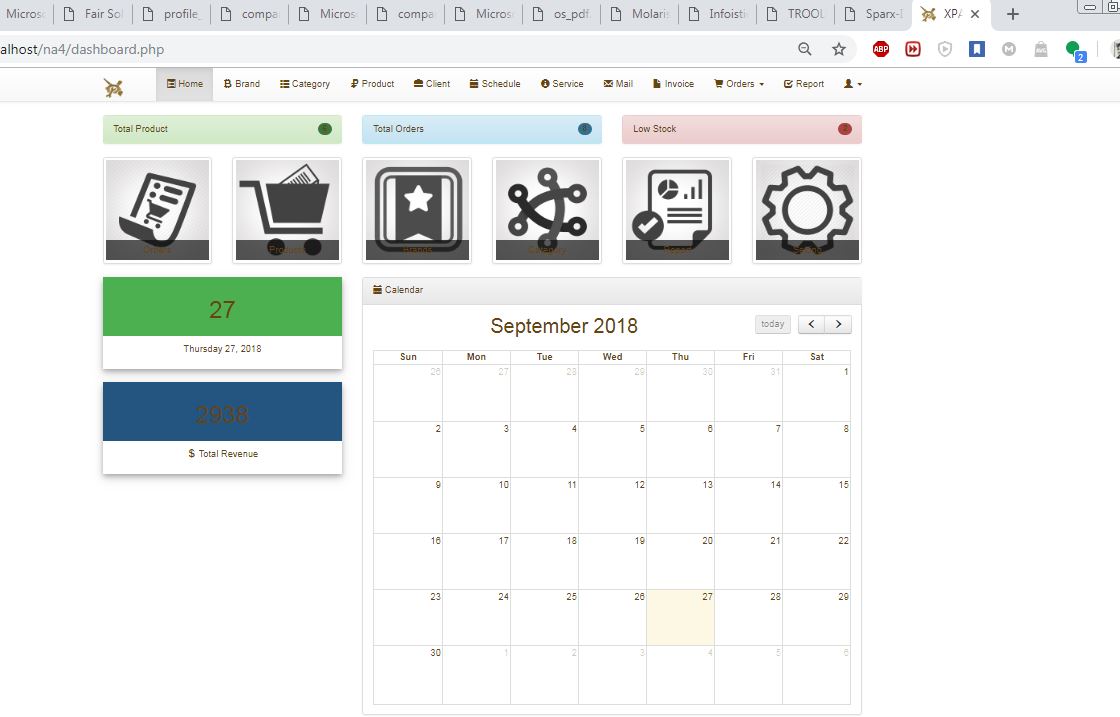 Microso Fair Sol profile_ compa Microso compa Microso os_pdf. Molaris Infoisti TROOL Sparx-I XPA
alhost/na4/dashboard.php
ABP M AVG 2
Home Brand Category Product Client Schedule Service Mail Invoice Orders Report
Total Product Total Orders Low Stock
Orders Products Brands Category Report Setting
27
Thursday 27, 2018
2938
$ Total Revenue
Calendar
September 2018 today
Sun Mon Tue Wed Thu Fri Sat
26 27 28 29 30 31 1
2 3 4 5 6 7 8
9 10 11 12 13 14 15
16 17 18 19 20 21 22
23 24 25 26 27 28 29
30 1 2 3 4 5 6